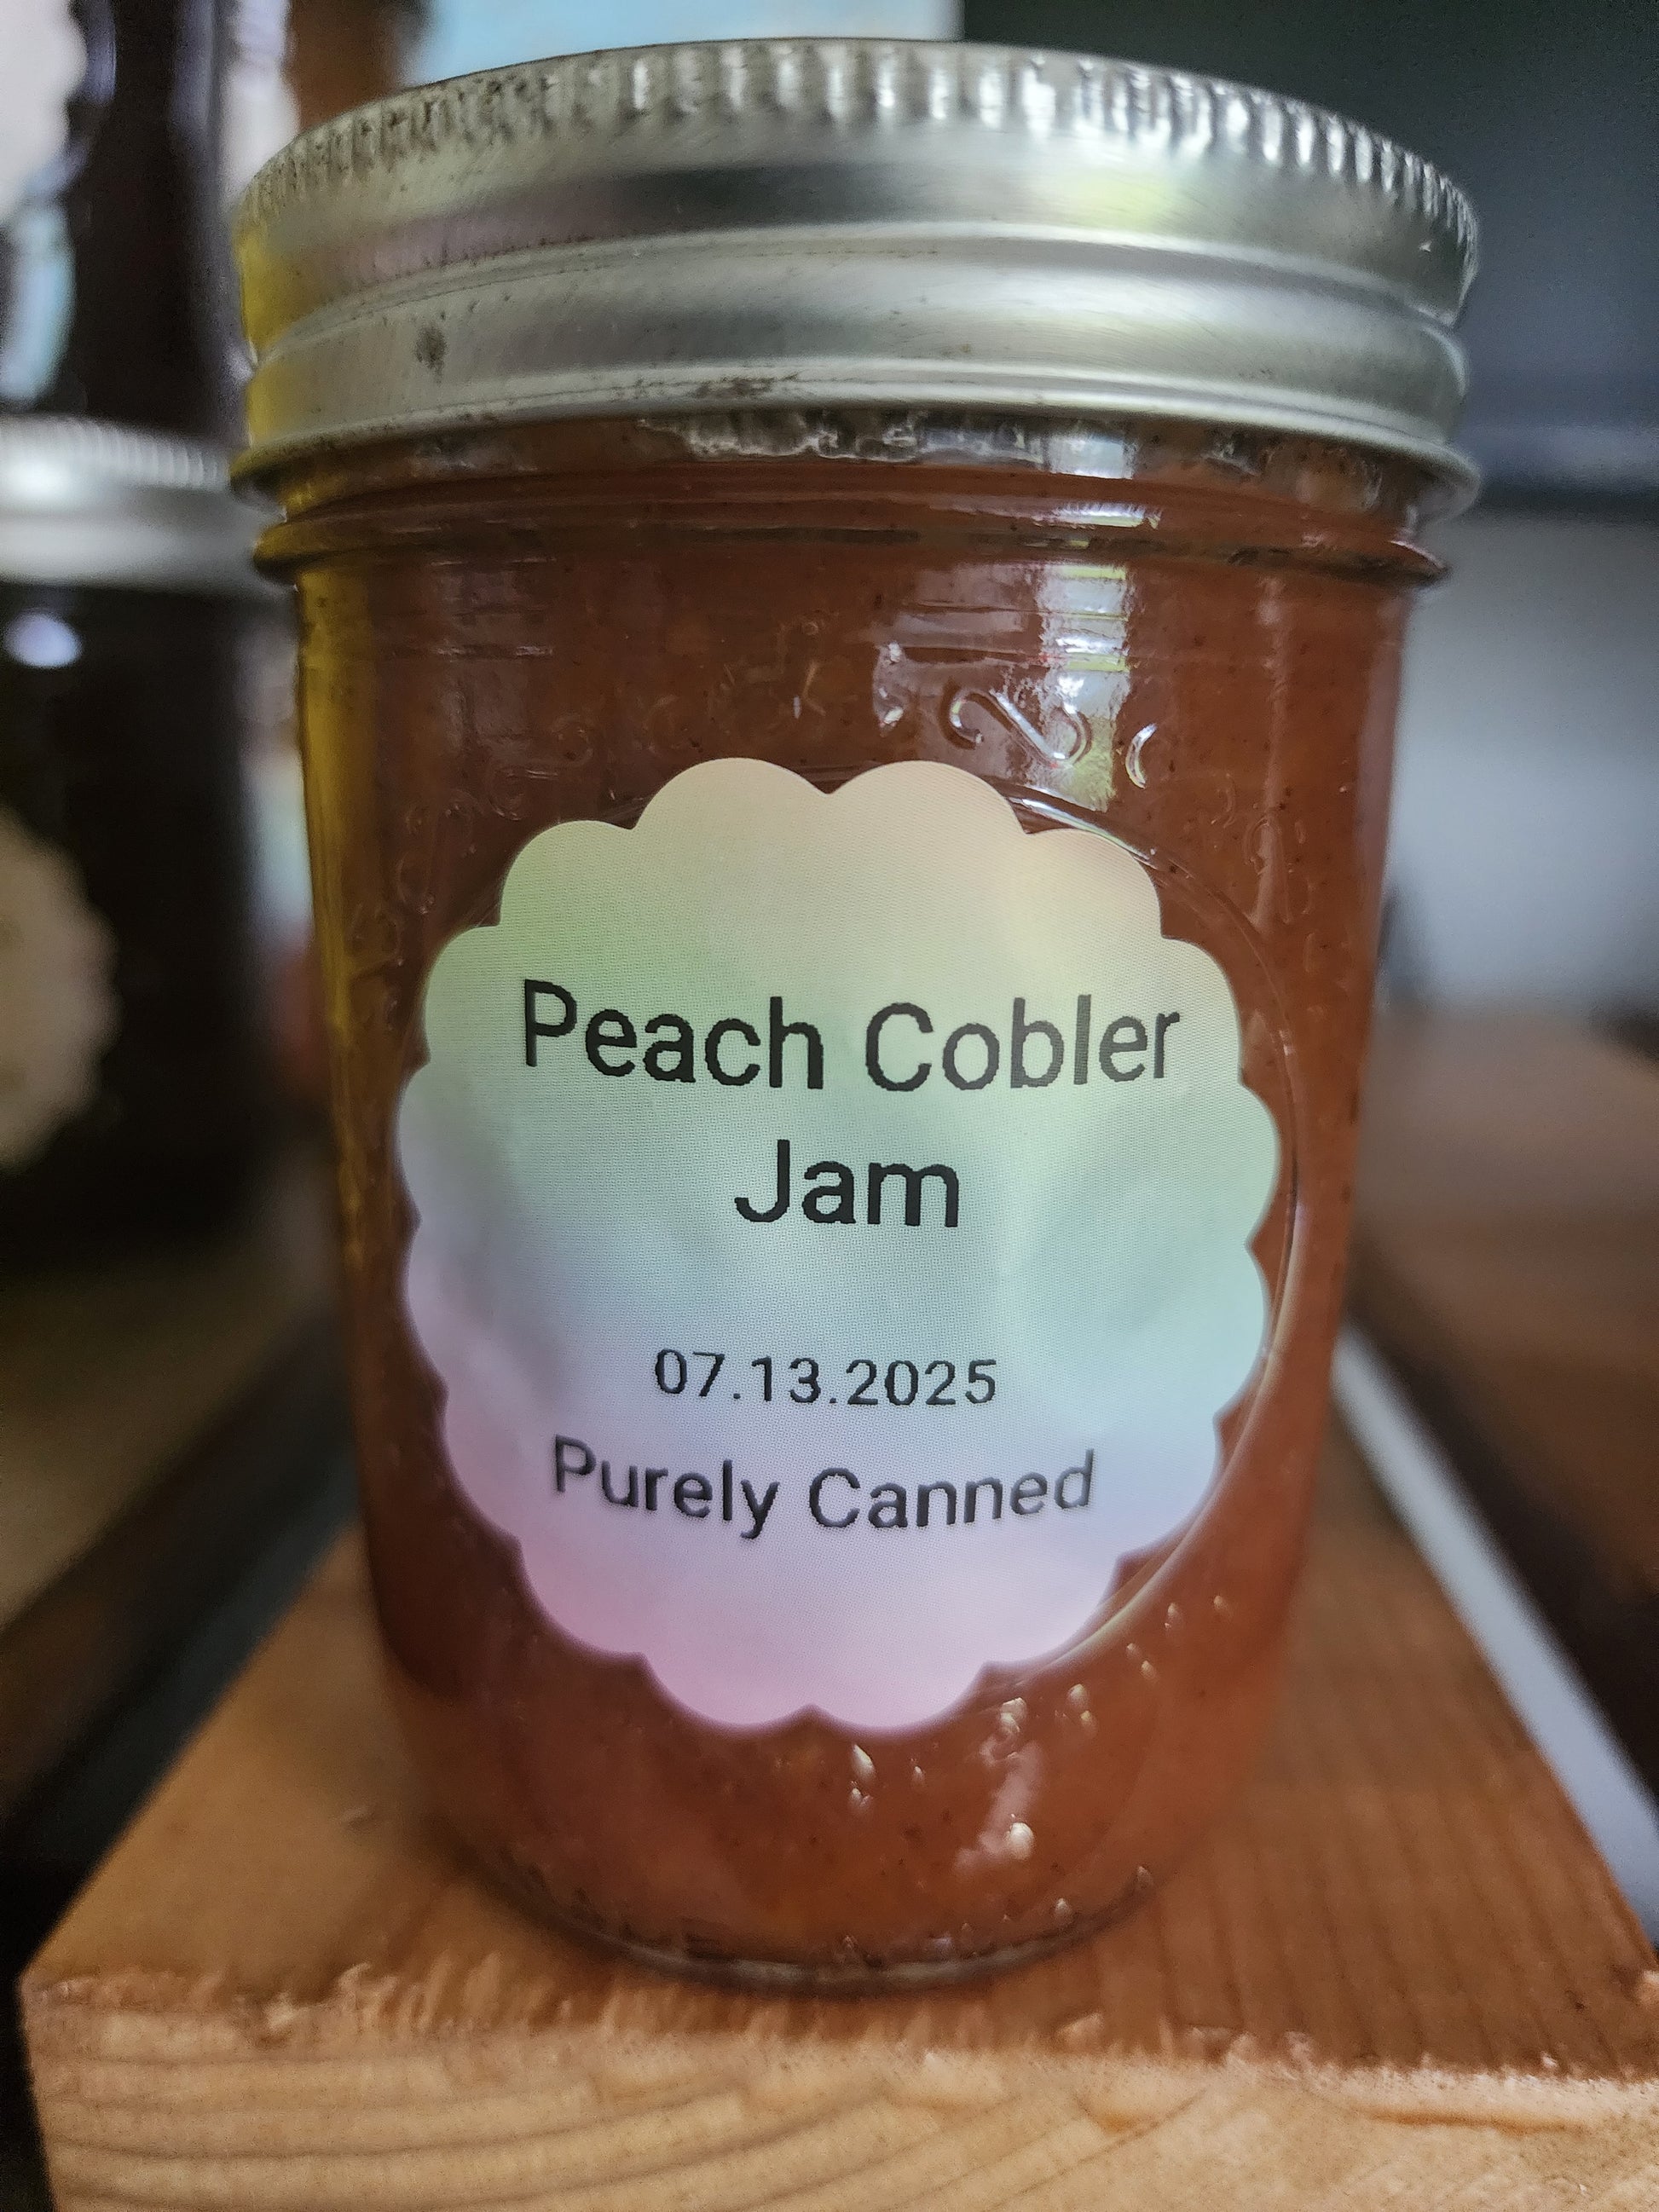 Peach Cobler
Jam
07.13.2025
Purely Canned